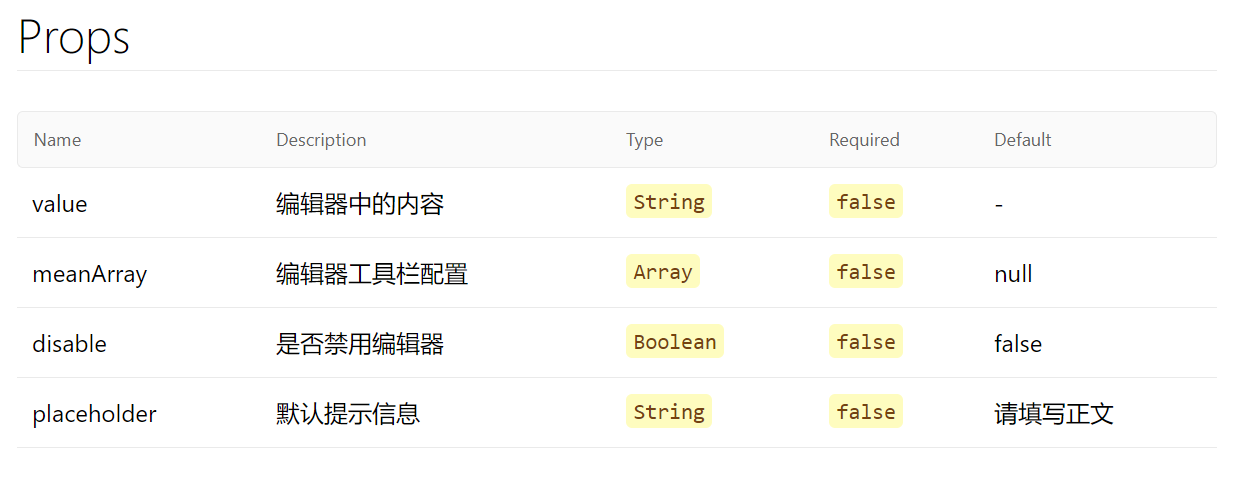 Props
Name Description Type Required Default
value 编辑器中的内容 String false -
meanArray 编辑器工具栏配置 Array false null
disable 是否禁用编辑器 Boolean false false
placeholder 默认提示信息 String false 请填写正文